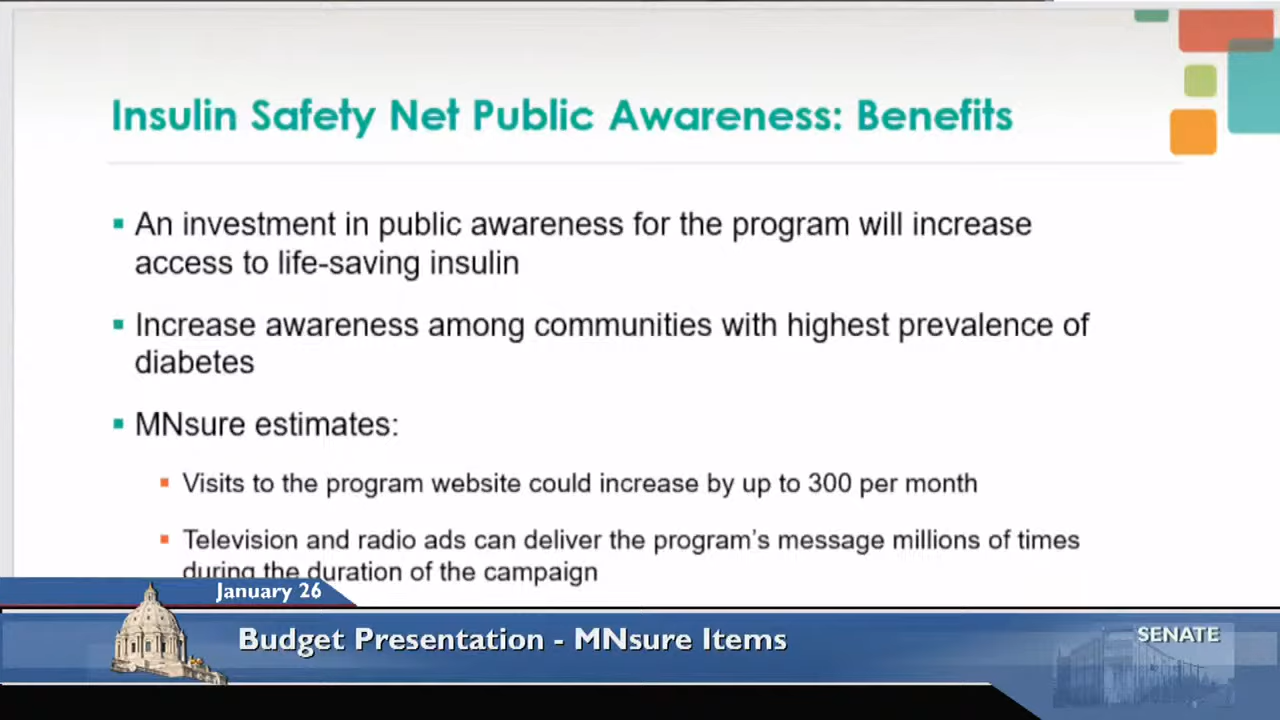 Insulin Safety Net Public Awareness: Benefits
An investment in public awareness for the program will increase
access to life-saving insulin
Increase awareness among communities with highest prevalence of
diabetes
MNsure estimates:
Visits to the program website could increase by up to 300 per month
Television and radio ads can deliver the program's message millions of times
during the duration of the campaign
January 26
Budget Presentation - MNsure Items
SENATE